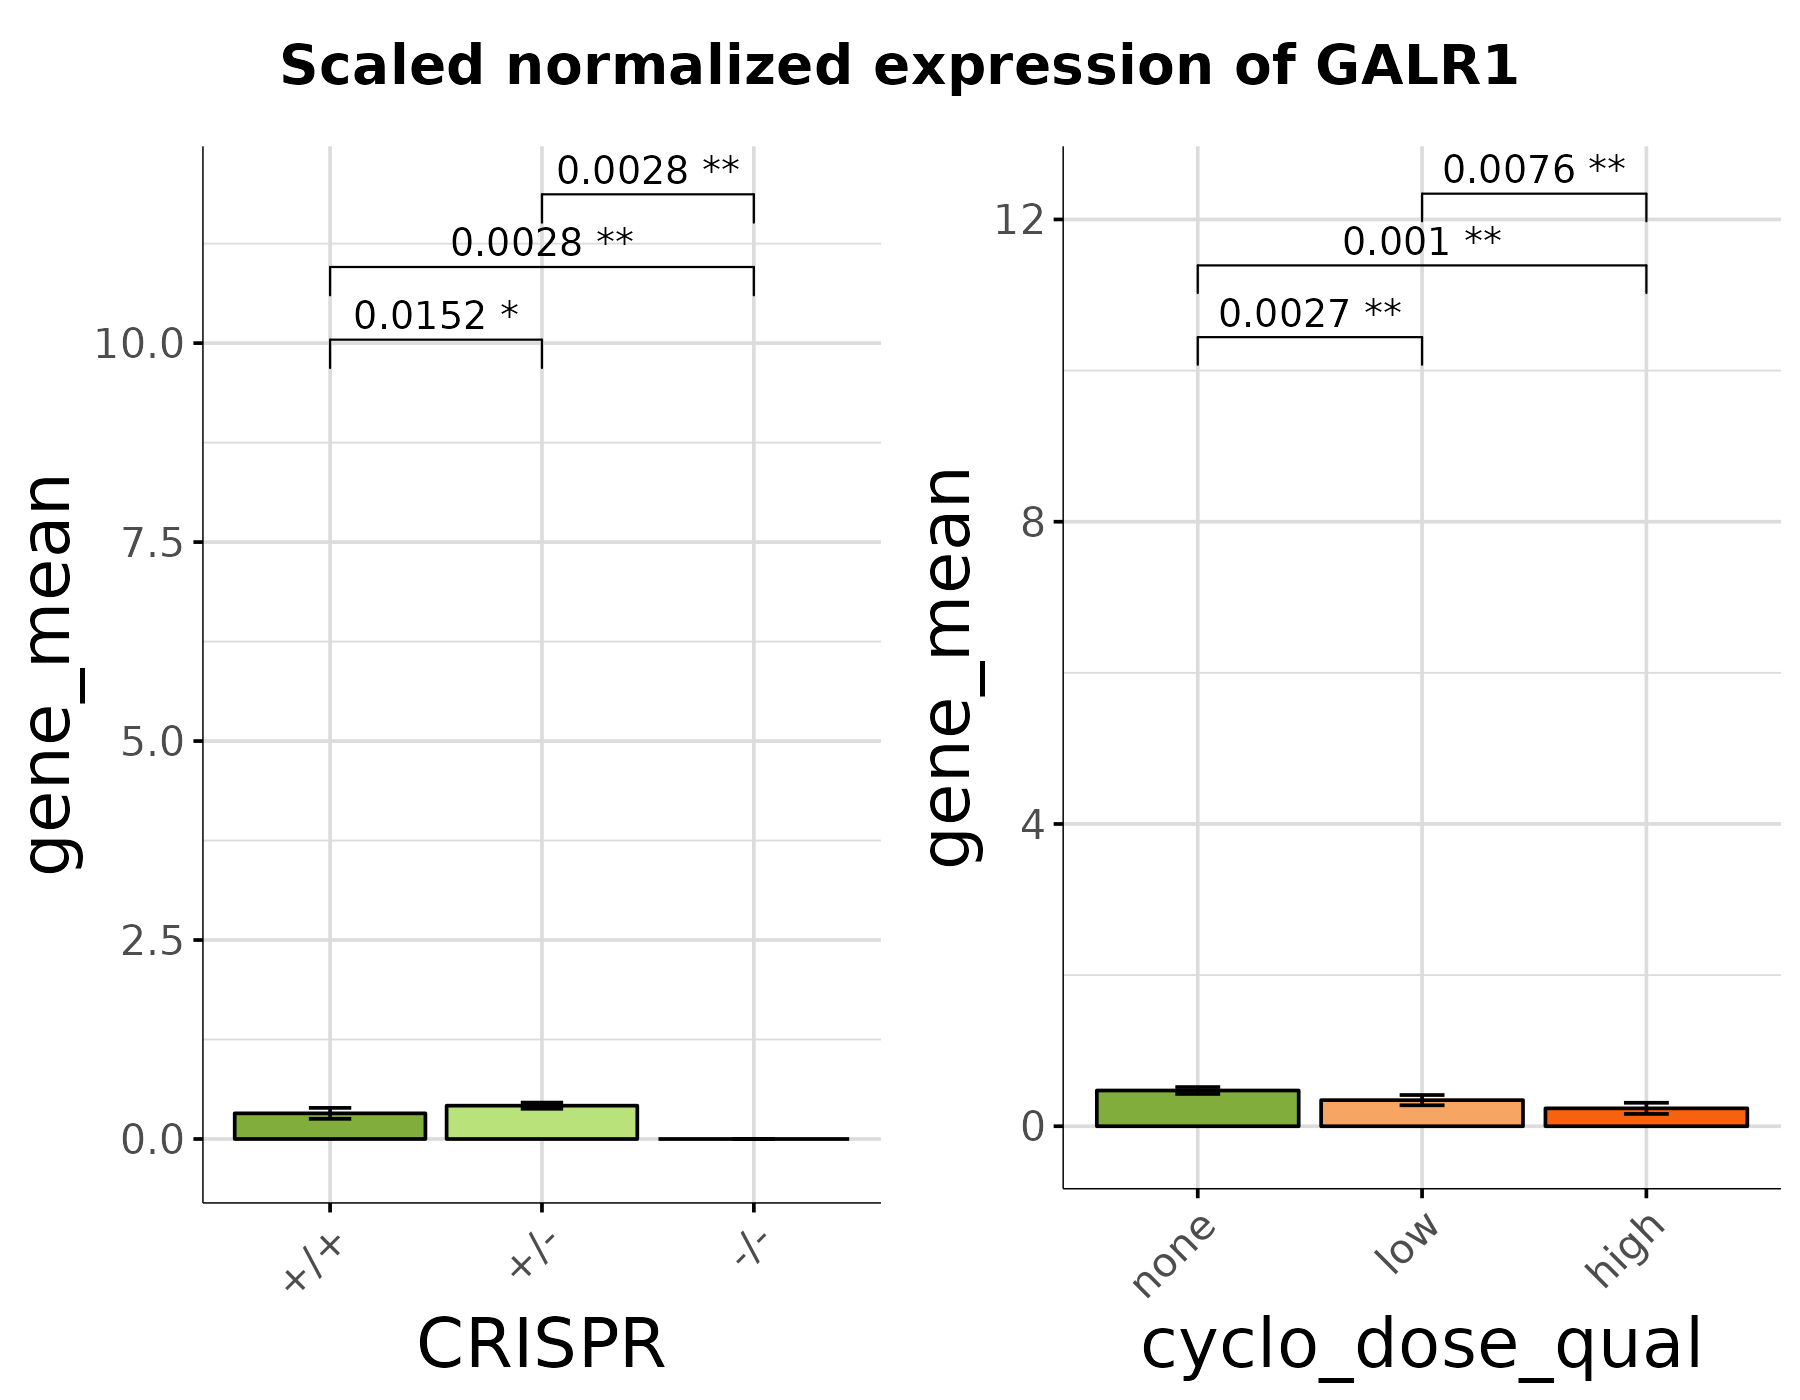 Scaled normalized expression of GALR1
gene_mean
10.0
7.5
5.0
2.5
0.0
0.0028 **
0.0028 **
0.0152 *
+/+
+/-
-/-
CRISPR
gene_mean
12
8
4
0
0.0076 **
0.001 **
0.0027 **
none
low
high
cyclo_dose_qual